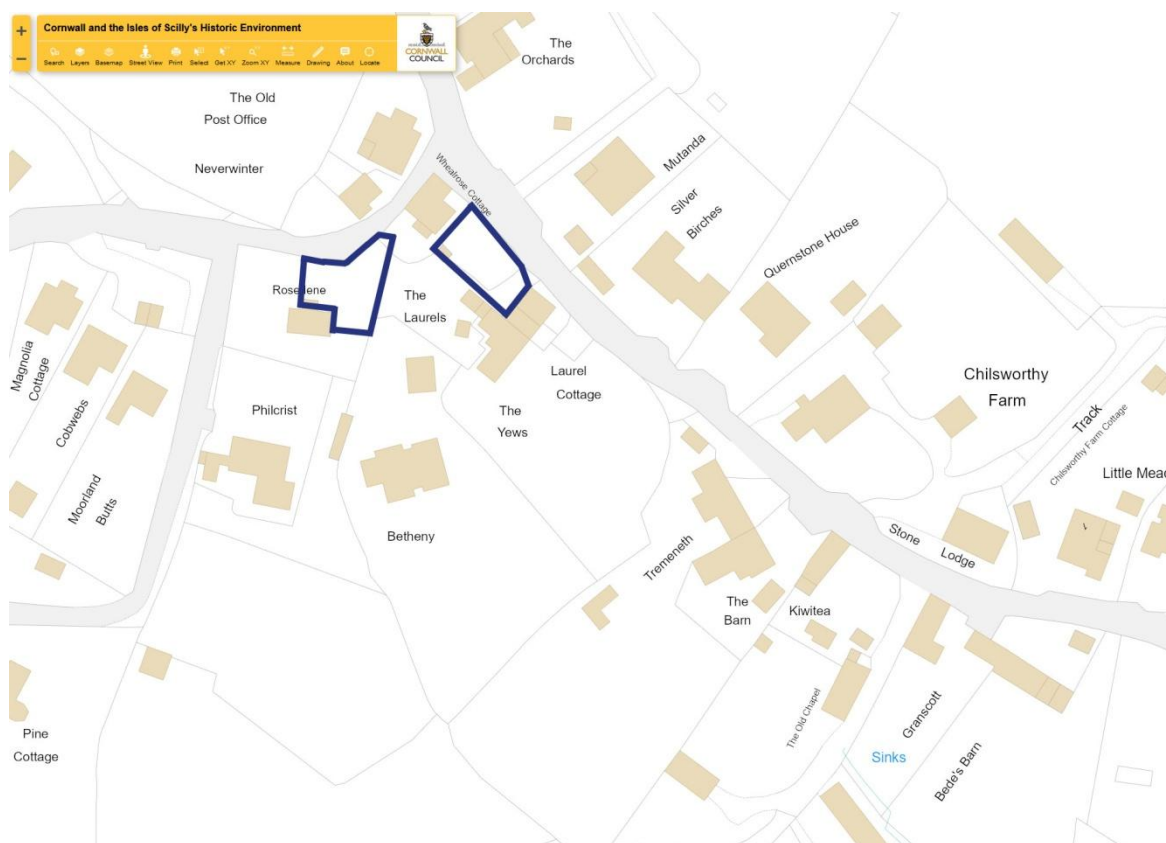 +
−
Cornwall and the Isles of Scilly's Historic Environment
Search Layers Basemap Street View Print Select Get XY Zoom XY Measure Drawing About Locate
CORNWALL
COUNCIL
The
Orchards
The Old
Post Office
Neverwinter
Whealrose Cottage
Mutanda
Silver
Birches
Quernstone House
The
Laurels
Magnolia
Cottage
Cobwebs
Moorland
Butts
Philcrist
The
Yews
Laurel
Cottage
Betheny
Chilsworthy
Farm
Track
Chilsworthy Farm Cottage
Little Mead
Stone
Lodge
Tremeneth
The
Barn
Kiwitea
The Old Chapel
Granscott
Sinks
Bede's Barn
Pine
Cottage